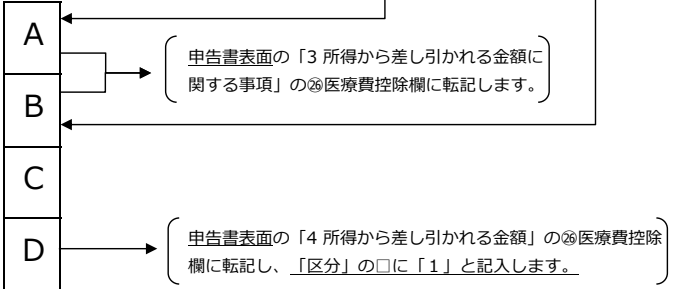 A
申告書表面の「3 所得から差し引かれる金額に
関する事項」の㉖医療費控除欄に転記します。
B
C
D
申告書表面の「4 所得から差し引かれる金額」の㉖医療費控除
欄に転記し、「区分」の□に「１」と記入します。